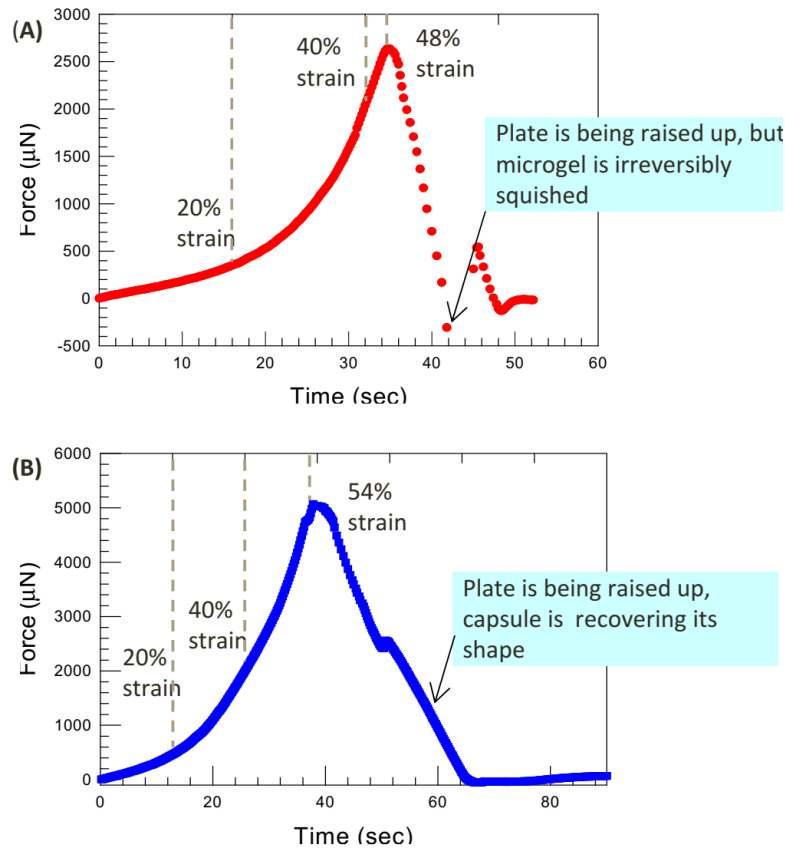 (A)
3000
2500
2000
1500
1000
500
0
-500
Force (μN)
20%
strain
40%
strain
48%
strain
Plate is being raised up, but
microgel is irreversibly
squished
0
10
20
30
40
50
60
Time (sec)
(B)
6000
5000
4000
3000
2000
1000
0
Force (μN)
20%
strain
40%
strain
54%
strain
Plate is being raised up,
capsule is recovering its
shape
0
20
40
60
80
Time (sec)